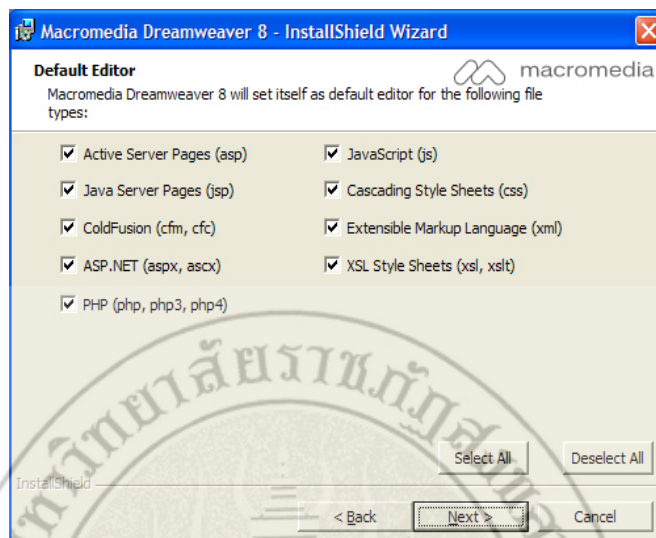 Macromedia Dreamweaver 8 - InstallShield Wizard
Default Editor
macromedia
Macromedia Dreamweaver 8 will set itself as default editor for the following file
types:
Active Server Pages (asp)
JavaScript (js)
Java Server Pages (jsp)
Cascading Style Sheets (css)
ColdFusion (cfm, cfc)
Extensible Markup Language (xml)
ASP.NET (aspx, ascx)
XSL Style Sheets (xsl, xslt)
PHP (php, php3, php4)
Select All
Deselect All
InstallShield
< Back
Next >
Cancel